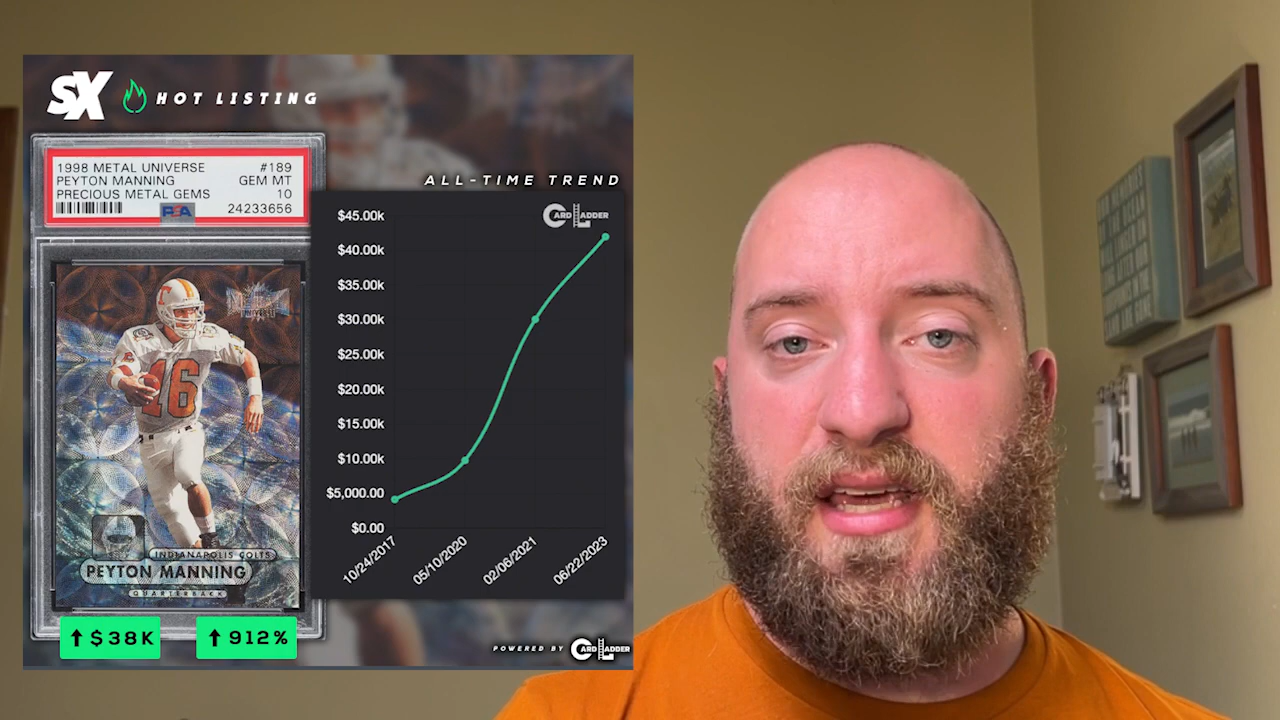 SX HOT LISTING
1998 METAL UNIVERSE #189
PEYTON MANNING GEM MT
PRECIOUS METAL GEMS 10
PSA 24233656
16
INDIANAPOLIS COLTS
PEYTON MANNING
QUARTERBACK
↑ $38K ↑ 912%
ALL-TIME TREND
CARD LADDER
$45.00k
$40.00k
$35.00k
$30.00k
$25.00k
$20.00k
$15.00k
$10.00k
$5,000.00
$0.00
10/24/2017 05/10/2020 02/06/2021 06/22/2023
POWERED BY CARD LADDER